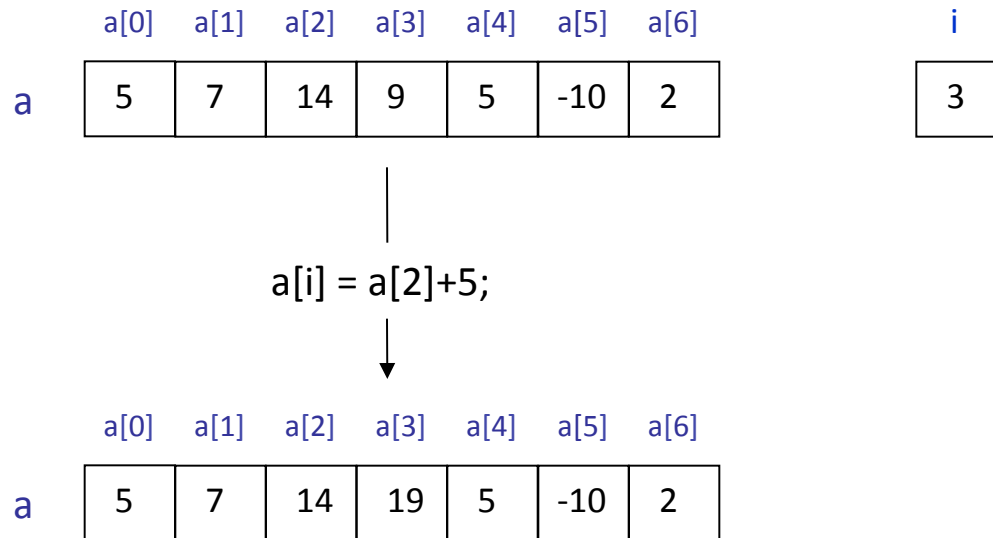 a[0] a[1] a[2] a[3] a[4] a[5] a[6] i
a 5 7 14 9 5 -10 2 3
a[i] = a[2]+5;
a[0] a[1] a[2] a[3] a[4] a[5] a[6]
a 5 7 14 19 5 -10 2